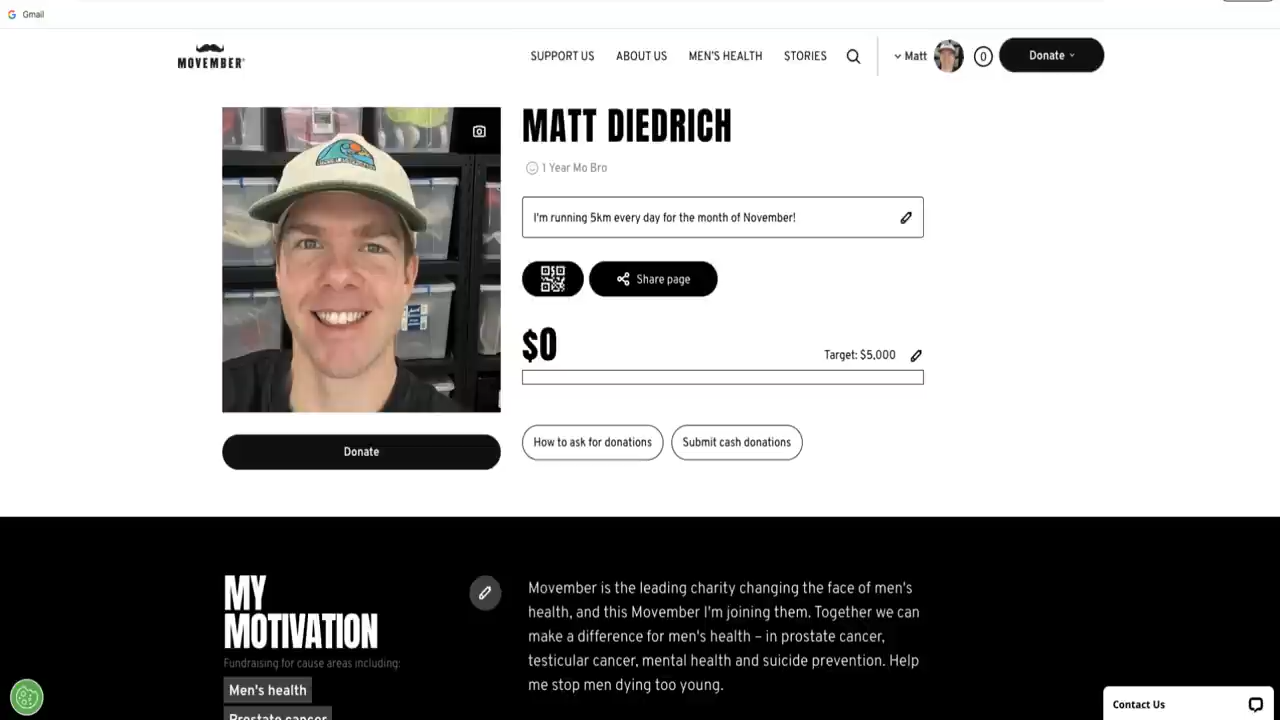 Gmail
MOVEMBER®
SUPPORT US
ABOUT US
MEN'S HEALTH
STORIES
Matt
0
Donate
MATT DIEDRICH
1 Year Mo Bro
I'm running 5km every day for the month of November!
Share page
$0
Target: $5,000
Donate
How to ask for donations
Submit cash donations
MY
MOTIVATION
Fundraising for cause areas including:
Men's health
Prostate cancer
Movember is the leading charity changing the face of men's
health, and this Movember I'm joining them. Together we can
make a difference for men's health – in prostate cancer,
testicular cancer, mental health and suicide prevention. Help
me stop men dying too young.
Contact Us